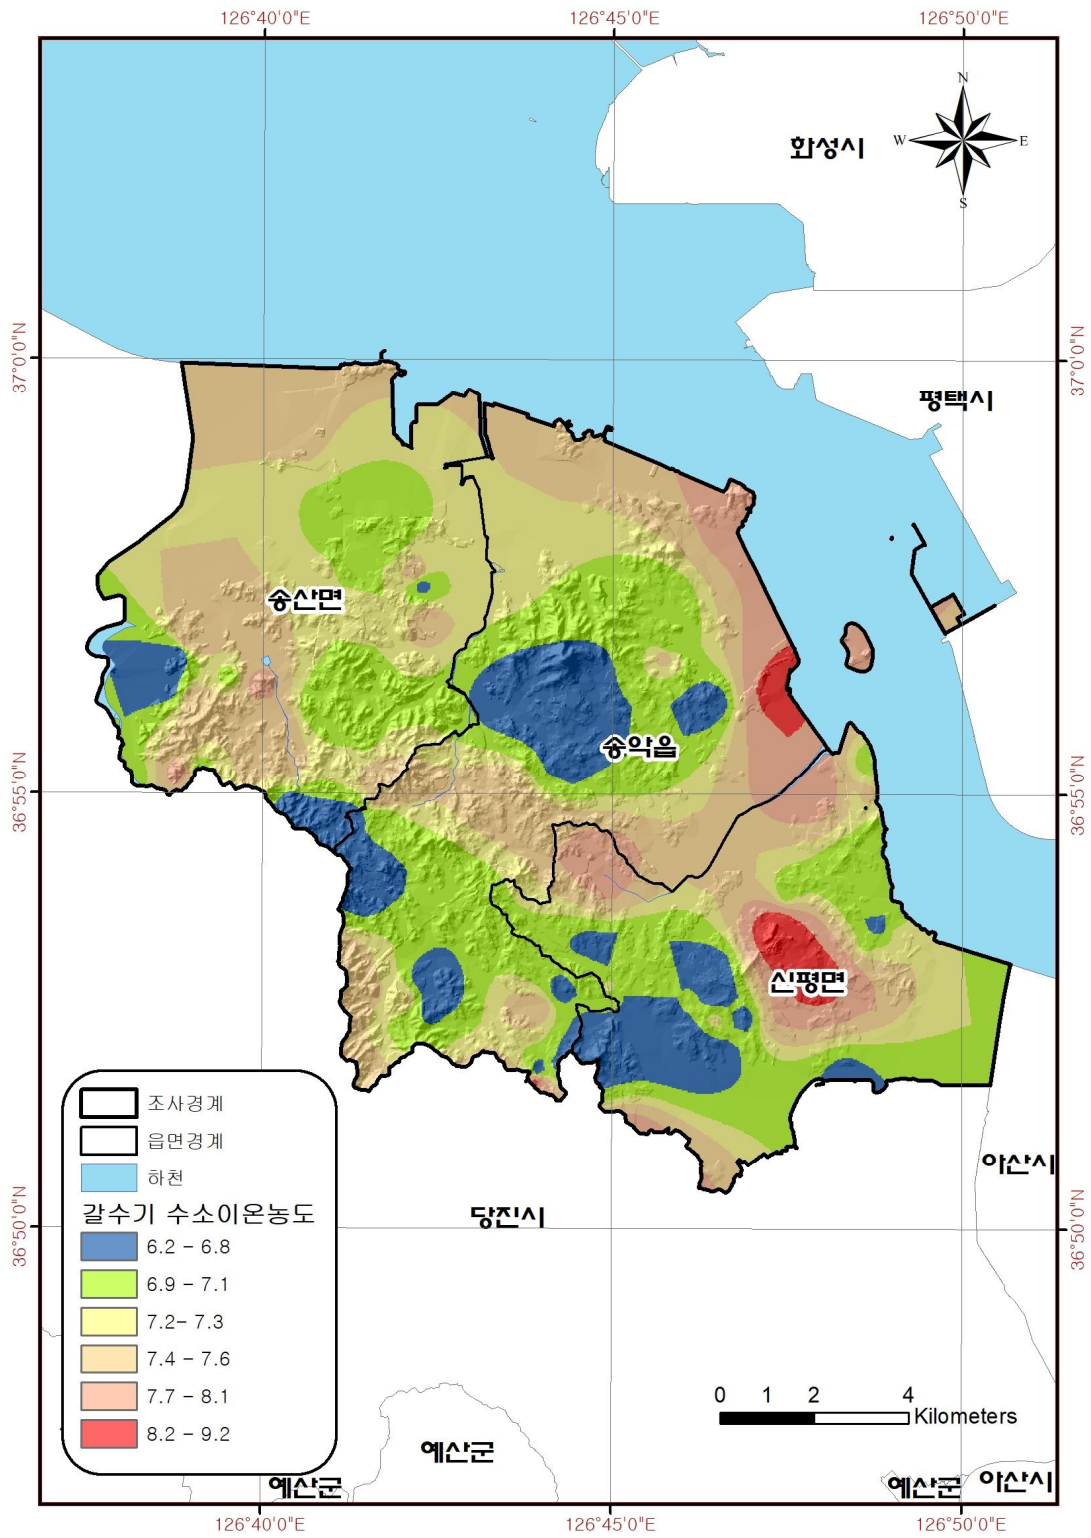 126°40'0"E
126°45'0"E
126°50'0"E
N
W
E
S
화성시
37°0'0"N
37°0'0"N
평택시
송산면
송악읍
36°55'0"N
36°55'0"N
신평면
조사경계
읍면경계
하천
갈수기 수소이온농도
6.2 - 6.8
6.9 - 7.1
7.2- 7.3
7.4 - 7.6
7.7 - 8.1
8.2 - 9.2
아산시
당진시
36°50'0"N
36°50'0"N
0 1 2 4
Kilometers
예산군
예산군
예산군
아산시
126°40'0"E
126°45'0"E
126°50'0"E